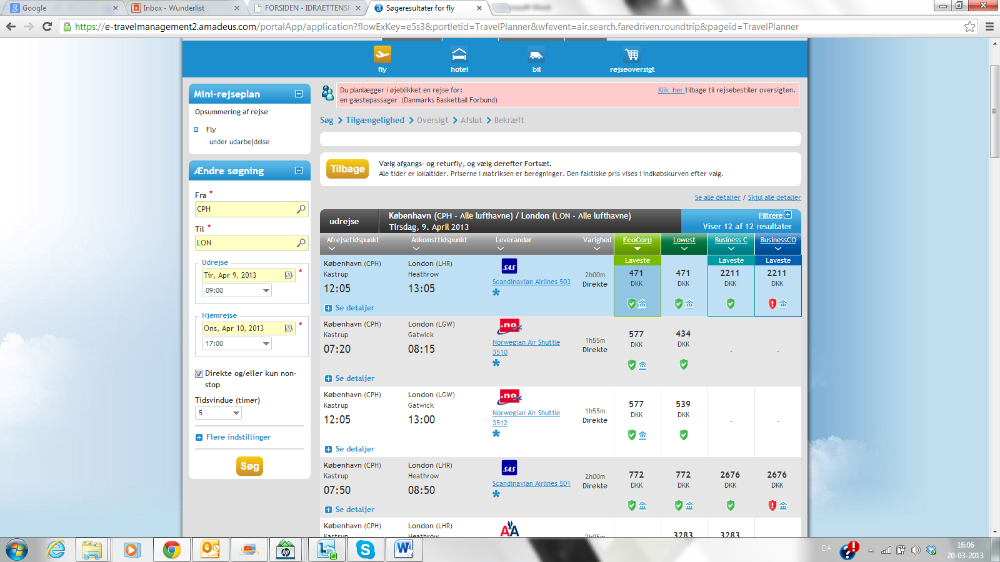 Google
Inbox - Wunderlist
FORSIDEN - IDRAETTENSF
Søgeresultater for fly
https://e-travelmanagement2.amadeus.com/portalApp/application?flowExKey=e5s3&portletid=TravelPlanner&wfevent=air.search.faredriven.roundtrip&pageid=TravelPlanner
fly
hotel
bil
rejseoversigt
Mini-rejseplan
Opsummering af rejse
Fly
under udarbejdelse
Ændre søgning
Fra *
CPH
Til *
LON
Udrejse
Tir, Apr 9, 2013 *
09:00
Hjemrejse
Ons, Apr 10, 2013 *
17:00
Direkte og/eller kun non-
stop
Tidsvindue (timer)
5
Flere indstillinger
Søg
Du planlægger i øjeblikket en rejse for:
en gæstepassager (Danmarks Basketball Forbund)
Klik her tilbage til rejsebestiller oversigten.
Søg > Tilgængelighed > Oversigt > Afslut > Bekræft
Tilbage
Vælg afgangs- og returfly, og vælg derefter Fortsæt.
Alle tider er lokaltider. Priserne i matriksen er beregninger. Den faktiske pris vises i indkøbskurven efter valg.
Se alle detaljer / Skjul alle detaljer
udrejse
København (CPH - Alle lufthavne) / London (LON - Alle lufthavne)
Tirsdag, 9. April 2013
Filtrere
Viser 12 af 12 resultater
Afrejsetidspunkt Ankomsttidspunkt Leverandør Varighed EcoCorp Lowest Business C BusinessCO
Laveste Laveste Laveste
København (CPH) London (LHR) SAS
Kastrup Heathrow
12:05 13:05
Scandinavian Airlines 503
*
2h00m
Direkte
471 471 2211 2211
DKK DKK DKK DKK
Se detaljer
København (CPH) London (LGW) .no
Kastrup Gatwick
07:20 08:15
Norwegian Air Shuttle
3510
*
1h55m
Direkte
577 434 - -
DKK DKK
Se detaljer
København (CPH) London (LGW) .no
Kastrup Gatwick
12:05 13:00
Norwegian Air Shuttle
3512
*
1h55m
Direkte
577 539 - -
DKK DKK
Se detaljer
København (CPH) London (LHR) SAS
Kastrup Heathrow
07:50 08:50
Scandinavian Airlines 501
*
2h00m
Direkte
772 772 2676 2676
DKK DKK DKK DKK
Se detaljer
København (CPH) London (LHR) AA
Kastrup Heathrow
2h05m
3283 3283
DA
16:06
20-03-2013